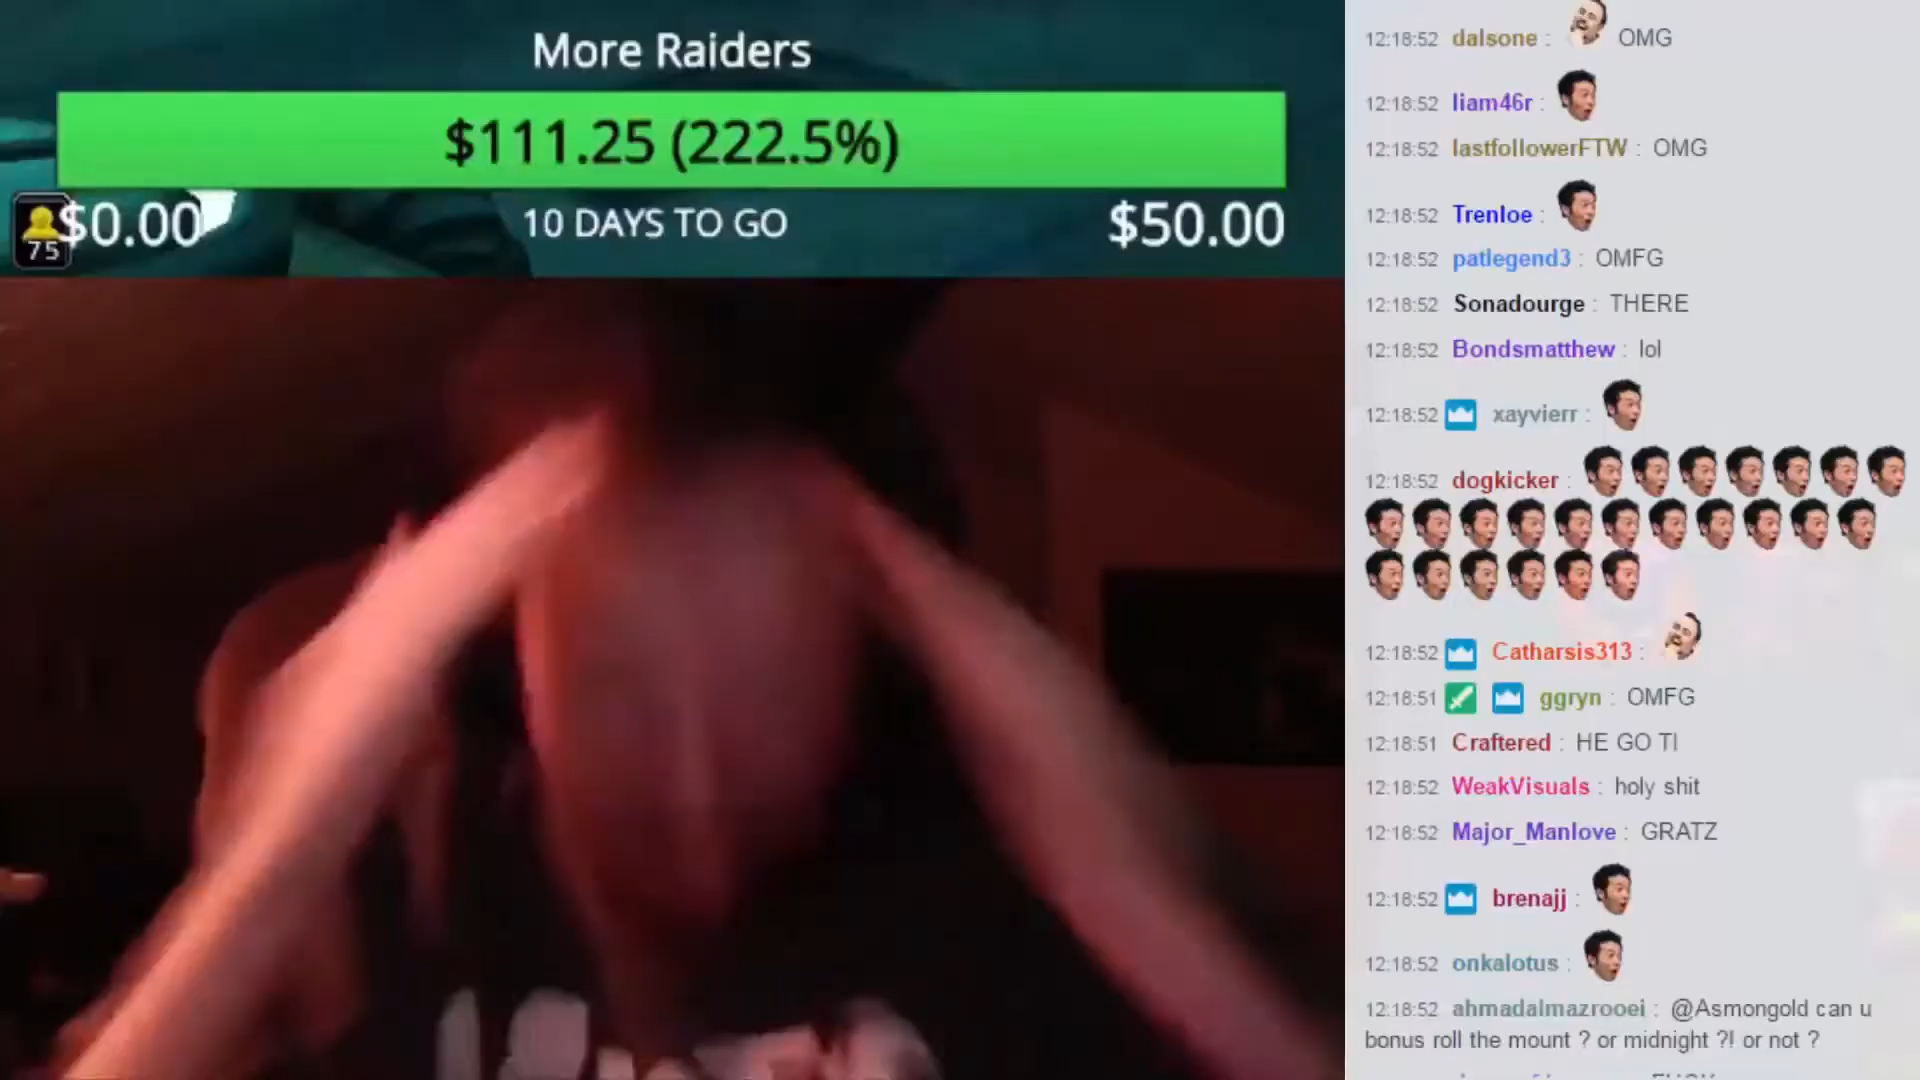 More Raiders
$111.25 (222.5%)
$0.00
10 DAYS TO GO
$50.00
75
12:18:52 dalsone : OMG
12:18:52 liam46r :
12:18:52 lastfollowerFTW : OMG
12:18:52 Trenloe :
12:18:52 patlegend3 : OMFG
12:18:52 Sonadourge : THERE
12:18:52 Bondsmatthew : lol
12:18:52 xayvierr :
12:18:52 dogkicker :
12:18:52 Catharsis313 :
12:18:51 ggryn : OMFG
12:18:51 Craftered : HE GO TI
12:18:52 WeakVisuals : holy shit
12:18:52 Major_Manlove : GRATZ
12:18:52 brenajj :
12:18:52 onkalotus :
12:18:52 ahmadalmazrooei : @Asmongold can u
bonus roll the mount ? or midnight ?! or not ?